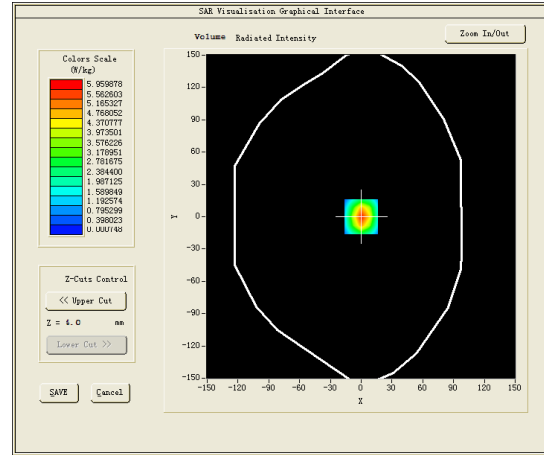 SAR Visualisation Graphical Interface
Volume Radiated Intensity
Zoom In/Out
Colors Scale
(W/kg)
5.959878
5.562603
5.165327
4.768052
4.370777
3.973501
3.576226
3.178951
2.781675
2.384400
1.987125
1.589849
1.192574
0.795299
0.398023
0.000748
Z-Cuts Control
<< Upper Cut
Z = 4.0 mm
Lower Cut >>
SAVE
Cancel
150
120
90
60
30
0
-30
-60
-90
-120
-150
Y
-150 -120 -90 -60 -30 0 30 60 90 120 150
X